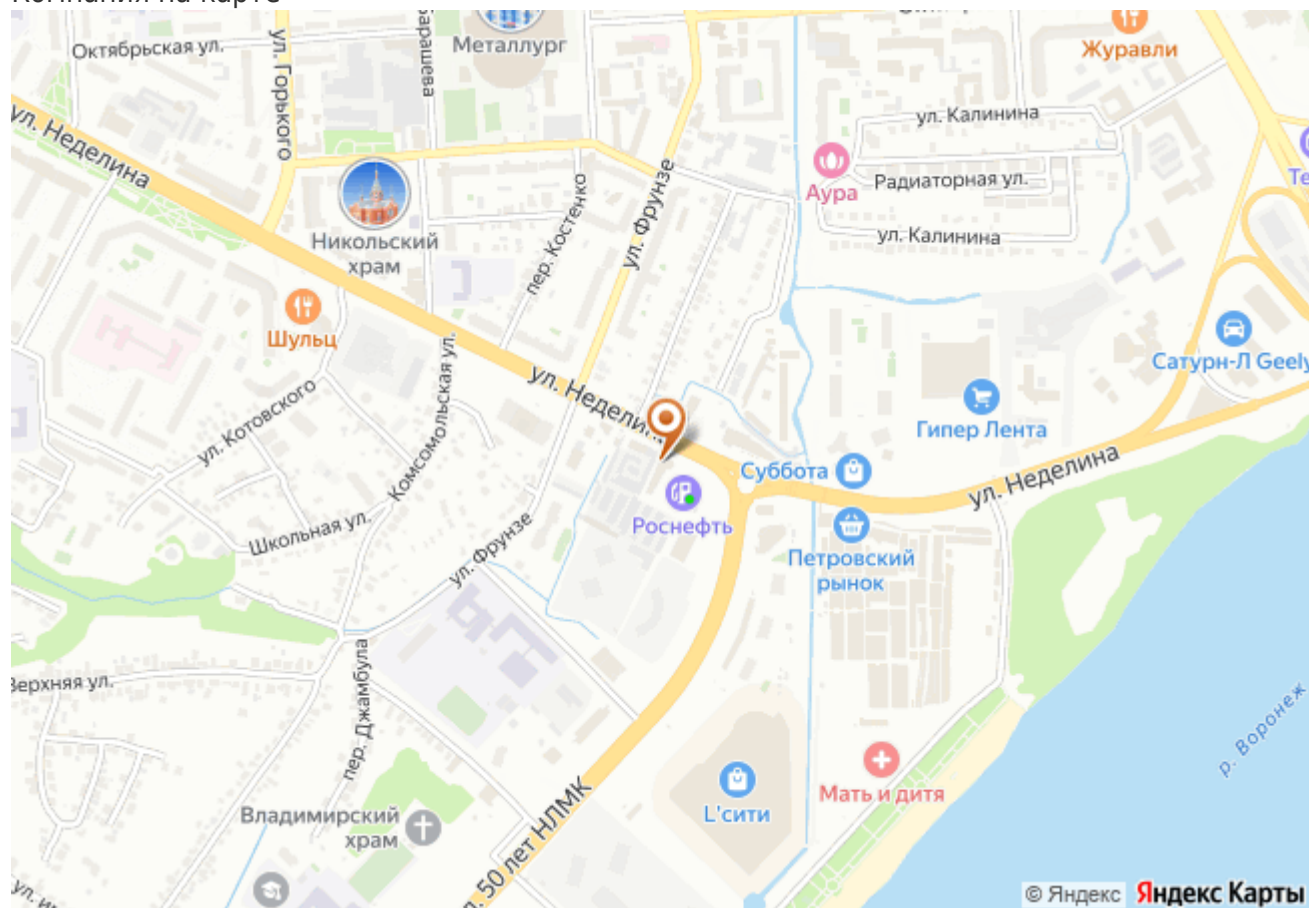 Компания на карте
Октябрьская ул.
ул. Горького
Металлург
Журавли
ул. Неделина
ул. Калинина
Аура
Радиаторная ул.
ул. Калинина
Никольский
храм
пер. Костенко
ул. Фрунзе
Шульц
Сатурн-Л Geely
ул. Котовского
Комсомольская ул.
ул. Неделина
Гипер Лента
Суббота
ул. Неделина
Роснефть
Школьная ул.
ул. Фрунзе
Петровский
рынок
Верхняя ул.
пер. Джамбула
р. Воронеж
Мать и дитя
L'сити
Владимирский
храм
50 лет НЛМК
© Яндекс Яндекс Карты